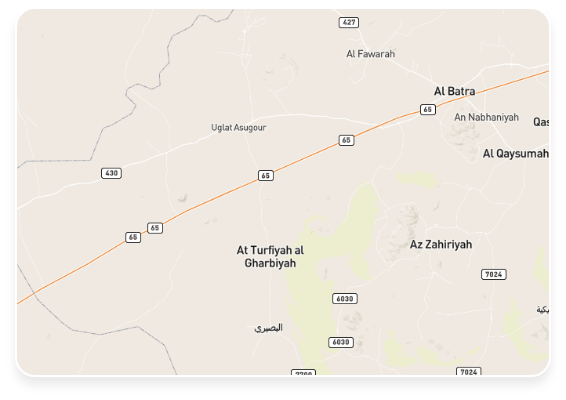 427
Al Fawarah
Al Batra
65
An Nabhaniyah
Qas
Uglat Asugour
65
Al Qaysumah
430
65
65
65
At Turfiyah al
Gharbiyah
Az Zahiriyah
7024
6030
البصيري
6030
7024